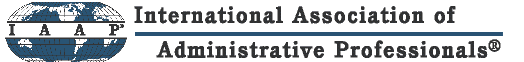 IAAP®
International Association of
Administrative Professionals®